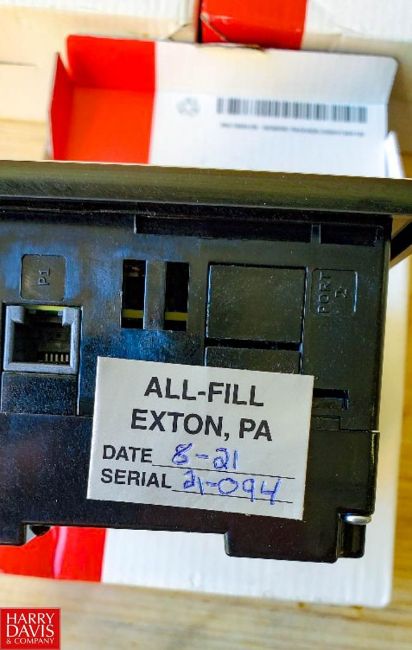 P1
PORT 2
ALL-FILL
EXTON, PA
DATE 8-21
SERIAL 21-094
HARRY
DAVIS
& COMPANY